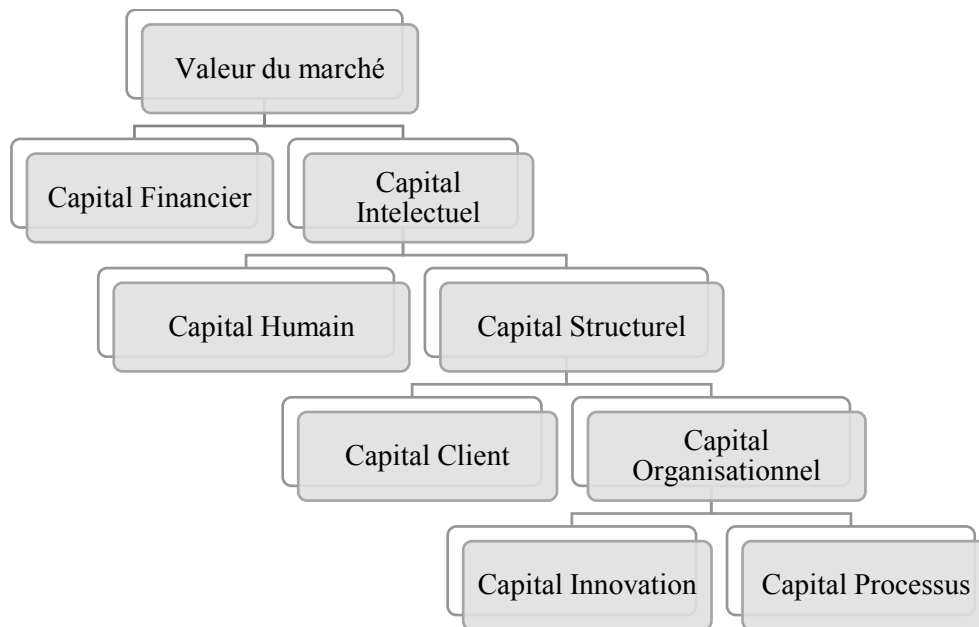 Valeur du marché
Capital Financier
Capital
Intelectuel
Capital Humain
Capital Structurel
Capital Client
Capital
Organisationnel
Capital Innovation
Capital Processus